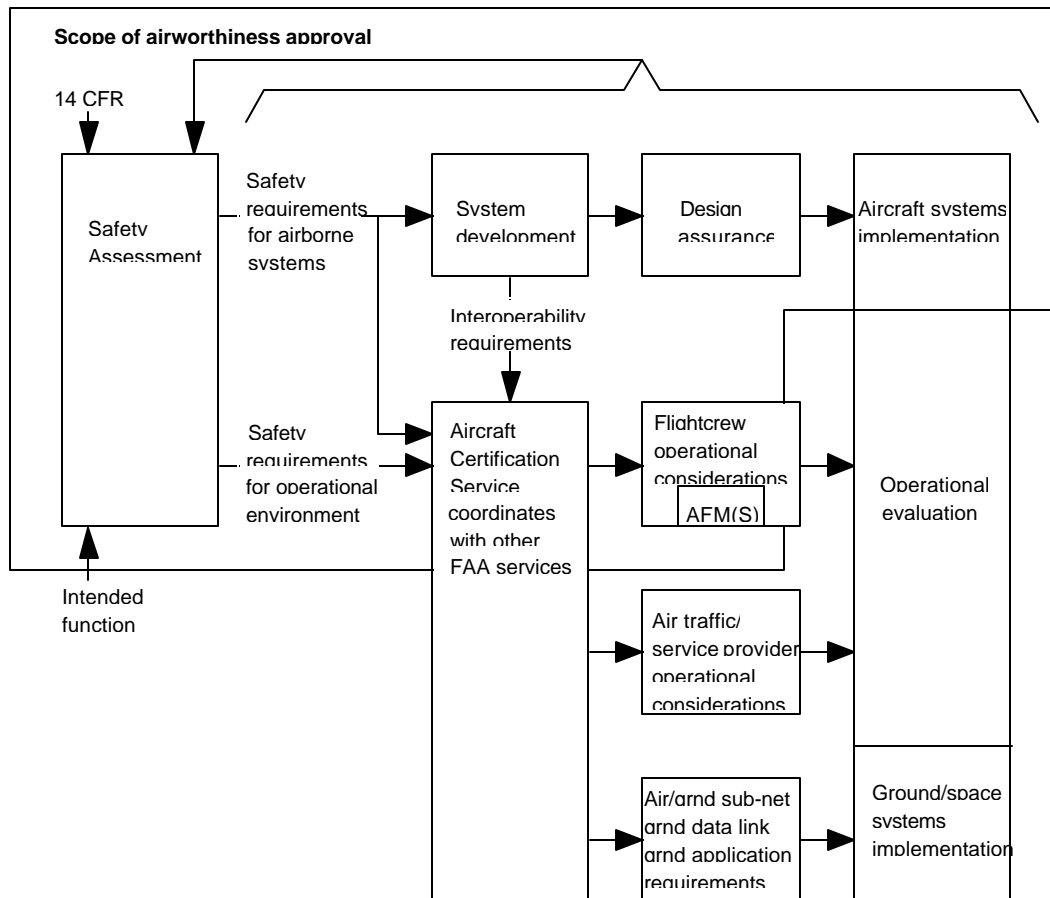 Scope of airworthiness approval
14 CFR
Safety
Assessment
Safety
requirements
for airborne
systems
System
development
Design
assurance
Aircraft systems
implementation
Interoperability
requirements
Safety
requirements
for operational
environment
Aircraft
Certification
Service
coordinates
with other
FAA services
Flightcrew
operational
considerations
AFM(S)
Operational
evaluation
Intended
function
Air traffic/
service provider
operational
considerations
Air/grnd sub-net
grnd data link
grnd application
requirements
Ground/space
systems
implementation